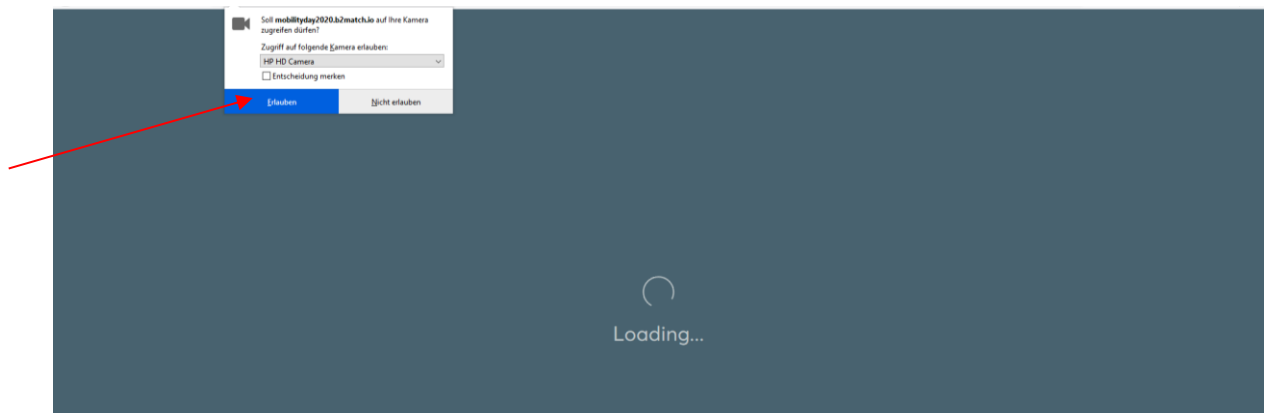 Soll mobilityday2020.b2match.io auf Ihre Kamera
zugreifen dürfen?
Zugriff auf folgende Kamera erlauben:
HP HD Camera
Entscheidung merken
Erlauben
Nicht erlauben
Loading...